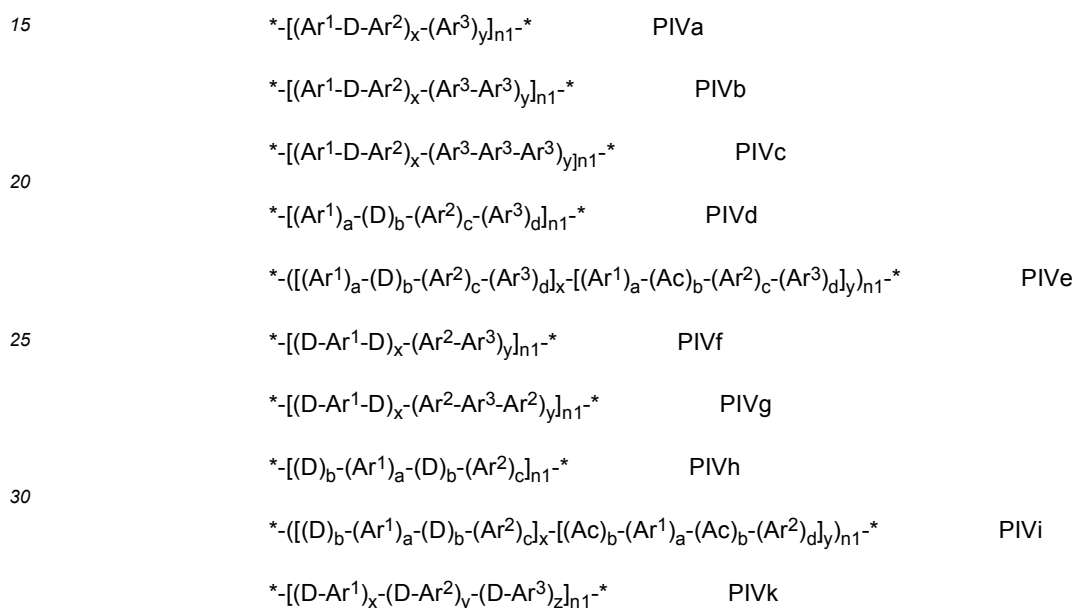 15 *-[(Ar¹-D-Ar²)ₓ-(Ar³)y]n1-* PIVa
*-[(Ar¹-D-Ar²)ₓ-(Ar³-Ar³)y]n1-* PIVb
*-[(Ar¹-D-Ar²)ₓ-(Ar³-Ar³-Ar³)y]n1-* PIVc
20
*-[(Ar¹)a-(D)b-(Ar²)c-(Ar³)d]n1-* PIVd
*-([(Ar¹)a-(D)b-(Ar²)c-(Ar³)d]x-[(Ar¹)a-(Ac)b-(Ar²)c-(Ar³)d]y)n1-* PIVe
25 *-[(D-Ar¹-D)x-(Ar²-Ar³)y]n1-* PIVf
*-[(D-Ar¹-D)x-(Ar²-Ar³-Ar²)y]n1-* PIVg
*-[(D)b-(Ar¹)a-(D)b-(Ar²)c]n1-* PIVh
30
*-([(D)b-(Ar¹)a-(D)b-(Ar²)c]x-[(Ac)b-(Ar¹)a-(Ac)b-(Ar²)d]y)n1-* PIVi
*-[(D-Ar¹)x-(D-Ar²)y-(D-Ar³)z]n1-* PIVk